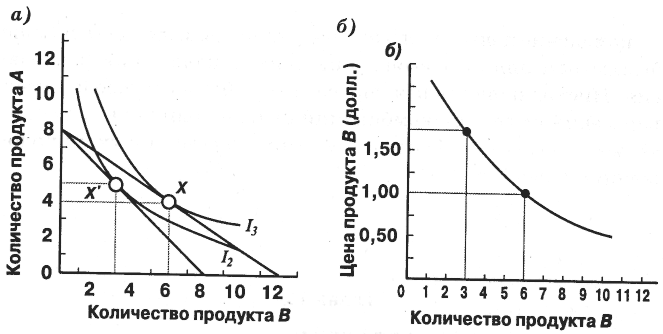 а)
Количество продукта А
12
10
8
6
4
2
0
X'
X
I₃
I₂
2 4 6 8 10 12
Количество продукта В
б)
б)
Цена продукта В (долл.)
1,50
1,00
0,50
0 1 2 3 4 5 6 7 8 9 10 11 12
Количество продукта В